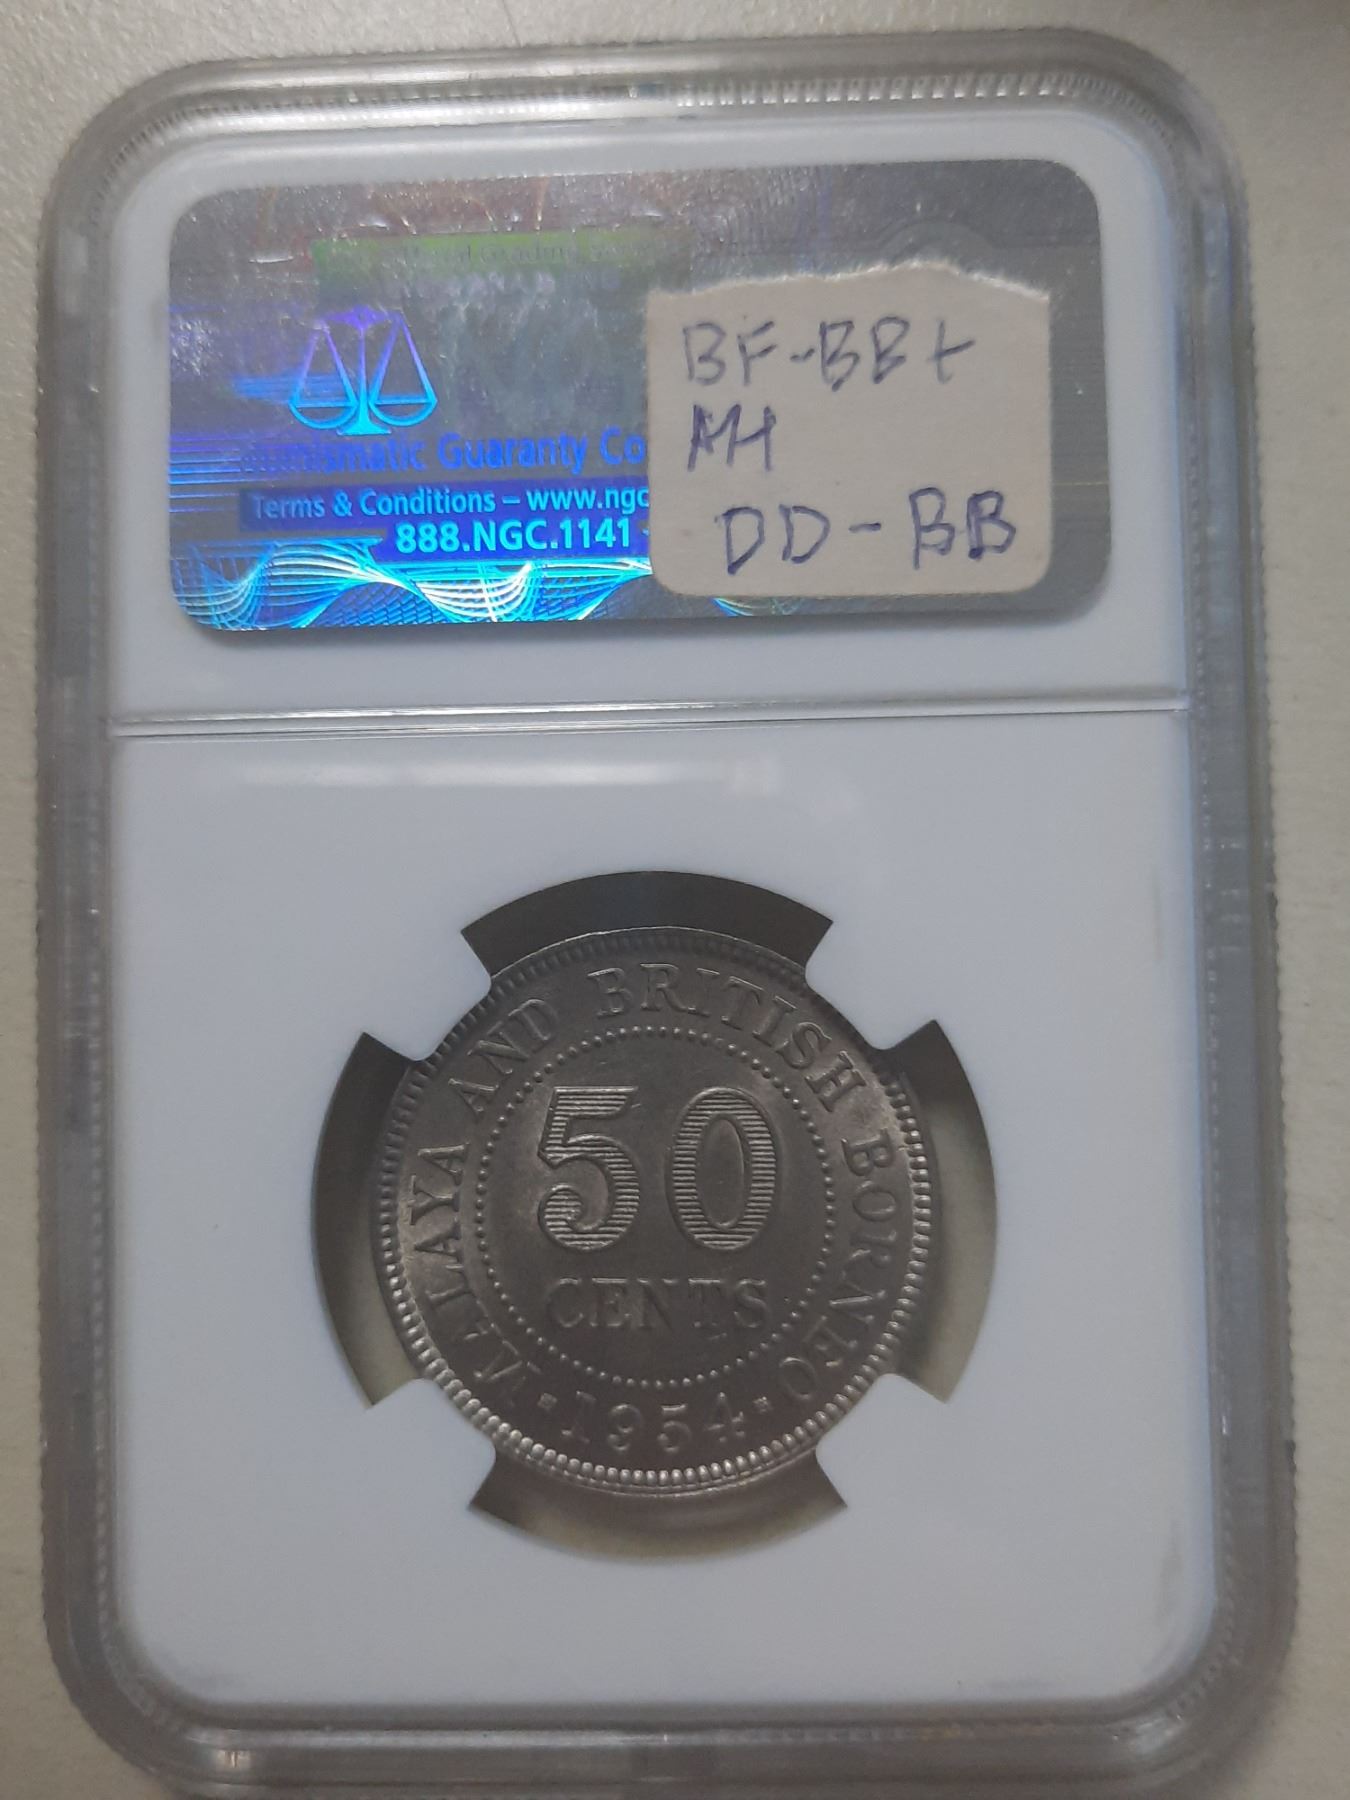 BF-BB+
AH
DD-BB
Numismatic Guaranty Co
Terms & Conditions – www.ngc
888.NGC.1141
MALAYA AND BRITISH BORNEO
50
CENTS
1954